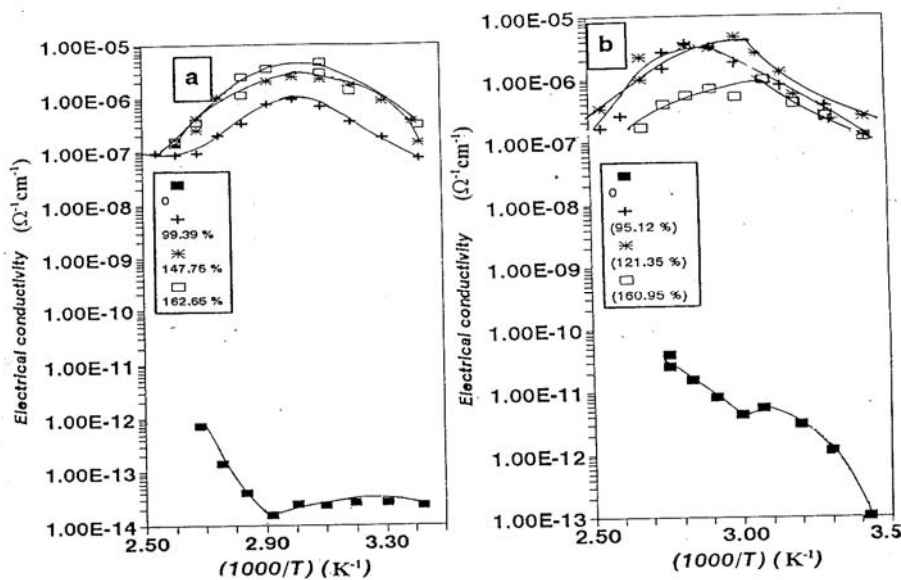 a
1.00E-05
1.00E-06
1.00E-07
1.00E-08
1.00E-09
1.00E-10
1.00E-11
1.00E-12
1.00E-13
1.00E-14
Electrical conductivity (Ω⁻¹cm⁻¹)
0
99.39 %
147.76 %
162.65 %
2.50 2.90 3.30
(1000/T) (K⁻¹)
b
1.00E-05
1.00E-06
1.00E-07
1.00E-08
1.00E-09
1.00E-10
1.00E-11
1.00E-12
1.00E-13
Electrical conductivity (Ω⁻¹cm⁻¹)
0
(95.12 %)
(121.35 %)
(160.95 %)
2.50 3.00 3.5
(1000/T) (K⁻¹)